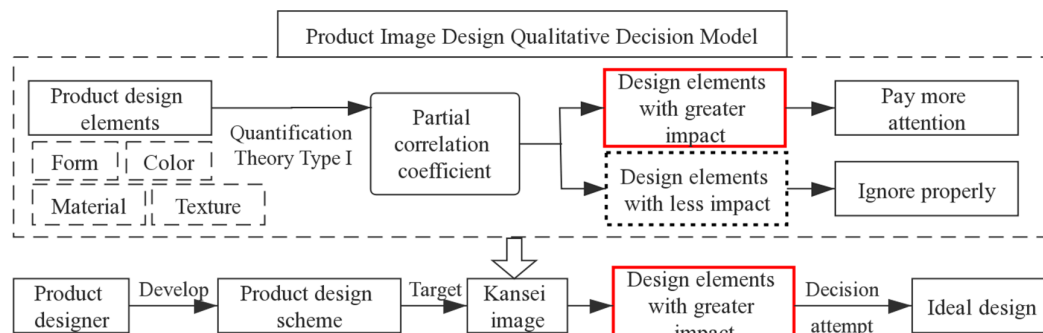 Product Image Design Qualitative Decision Model
Product design
elements
Quantification
Theory Type I
Form
Color
Material
Texture
Partial
correlation
coefficient
Design elements
with greater
impact
Pay more
attention
Design elements
with less impact
Ignore properly
Product
designer
Develop
Product design
scheme
Target
Kansei
image
Design elements
with greater
impact
Decision
attempt
Ideal design